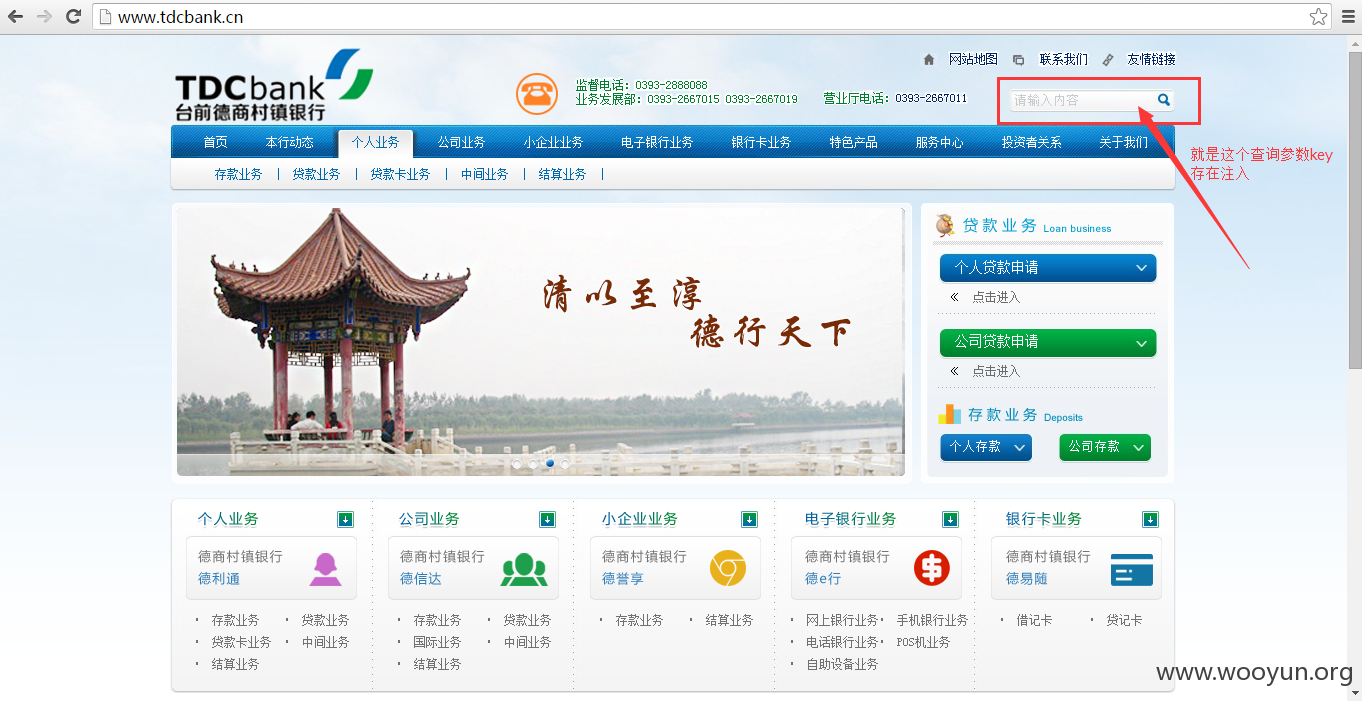 www.tdcbank.cn
网站地图 联系我们 友情链接
TDCbank
台前德商村镇银行
监督电话：0393-2888088
业务发展部：0393-2667015 0393-2667019
营业厅电话：0393-2667011
请输入内容
首页 本行动态 个人业务 公司业务 小企业业务 电子银行业务 银行卡业务 特色产品 服务中心 投资者关系 关于我们
就是这个查询参数key
存在注入
存款业务 | 贷款业务 | 贷款卡业务 | 中间业务 | 结算业务 |
清以至淳
德行天下
贷款业务 Loan business
个人贷款申请
« 点击进入
公司贷款申请
« 点击进入
存款业务 Deposits
个人存款 公司存款
个人业务
德商村镇银行
德利通
· 存款业务 · 贷款业务
· 贷款卡业务 · 中间业务
· 结算业务
公司业务
德商村镇银行
德信达
· 存款业务 · 贷款业务
· 国际业务 · 中间业务
· 结算业务
小企业业务
德商村镇银行
德誉享
· 存款业务 · 结算业务
电子银行业务
德商村镇银行
德e行
· 网上银行业务 · 手机银行业务
· 电话银行业务 · POS机业务
· 自助设备业务
银行卡业务
德商村镇银行
德易随
· 借记卡 · 贷记卡
www.wooyun.org